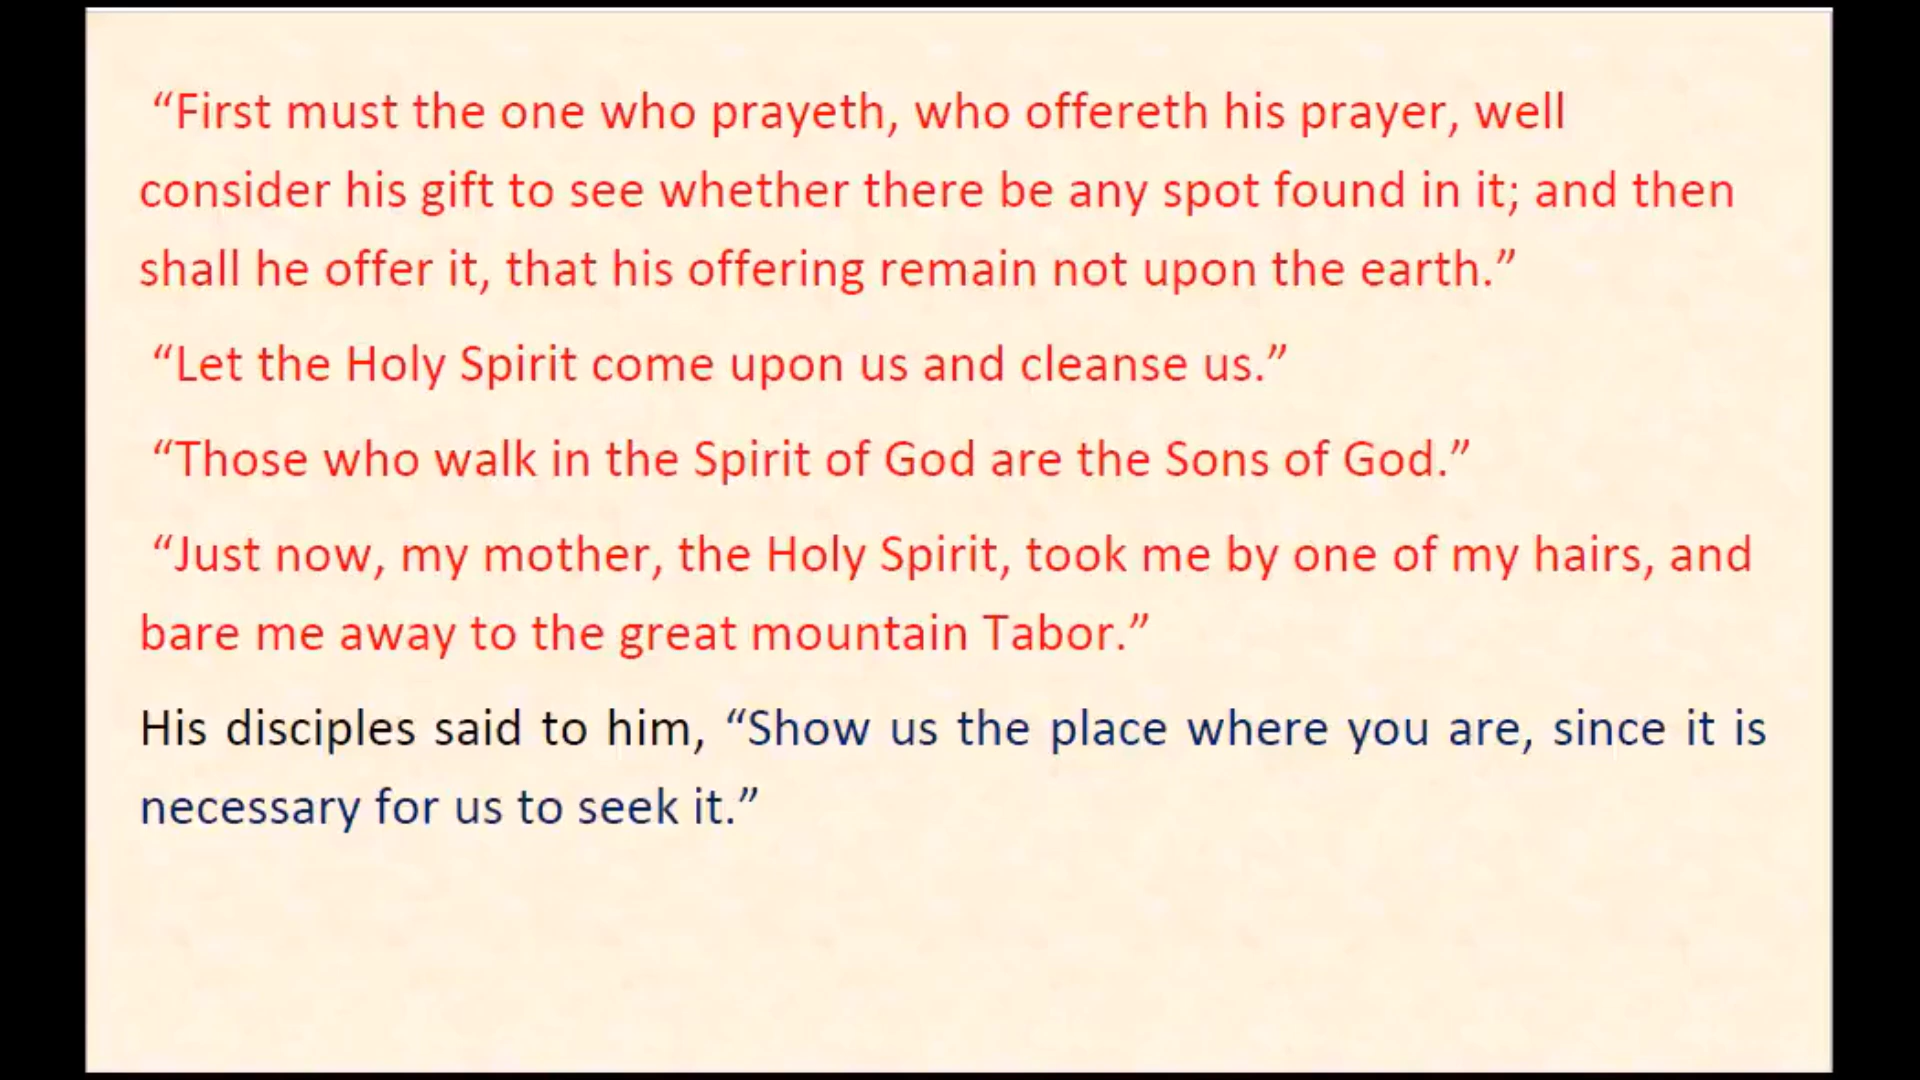 “First must the one who prayeth, who offereth his prayer, well
consider his gift to see whether there be any spot found in it; and then
shall he offer it, that his offering remain not upon the earth.”
“Let the Holy Spirit come upon us and cleanse us.”
“Those who walk in the Spirit of God are the Sons of God.”
“Just now, my mother, the Holy Spirit, took me by one of my hairs, and
bare me away to the great mountain Tabor.”
His disciples said to him, “Show us the place where you are, since it is
necessary for us to seek it.”